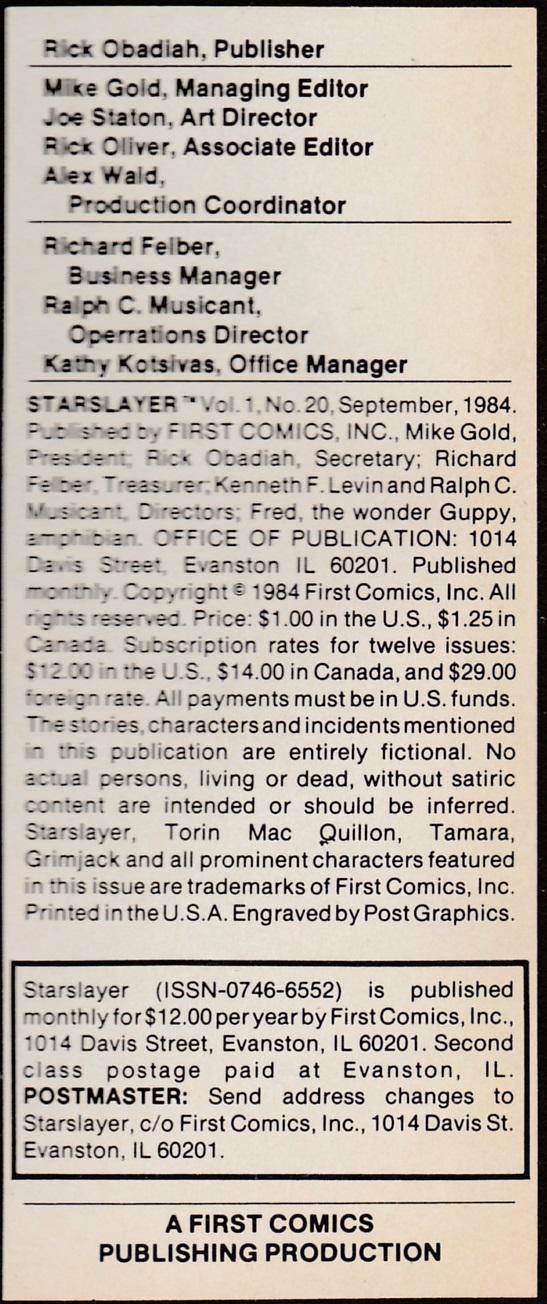 Rick Obadiah, Publisher
Mike Gold, Managing Editor
Joe Staton, Art Director
Rick Oliver, Associate Editor
Alex Wald,
Production Coordinator
Richard Felber,
Business Manager
Ralph C. Musicant,
Operrations Director
Kathy Kotsivas, Office Manager
STARSLAYER™ Vol. 1, No. 20, September, 1984.
Published by FIRST COMICS, INC., Mike Gold,
President; Rick Obadiah, Secretary; Richard
Felber, Treasurer; Kenneth F. Levin and Ralph C.
Musicant, Directors; Fred, the wonder Guppy,
amphibian. OFFICE OF PUBLICATION: 1014
Davis Street, Evanston IL 60201. Published
monthly. Copyright © 1984 First Comics, Inc. All
rights reserved. Price: $1.00 in the U.S., $1.25 in
Canada. Subscription rates for twelve issues:
$12.00 in the U.S., $14.00 in Canada, and $29.00
foreign rate. All payments must be in U.S. funds.
The stories, characters and incidents mentioned
in this publication are entirely fictional. No
actual persons, living or dead, without satiric
content are intended or should be inferred.
Starslayer, Torin Mac Quillon, Tamara,
Grimjack and all prominent characters featured
in this issue are trademarks of First Comics, Inc.
Printed in the U.S.A. Engraved by Post Graphics.
Starslayer (ISSN-0746-6552) is published
monthly for $12.00 per year by First Comics, Inc.,
1014 Davis Street, Evanston, IL 60201. Second
class postage paid at Evanston, IL.
POSTMASTER: Send address changes to
Starslayer, c/o First Comics, Inc., 1014 Davis St.
Evanston, IL 60201.
A FIRST COMICS
PUBLISHING PRODUCTION